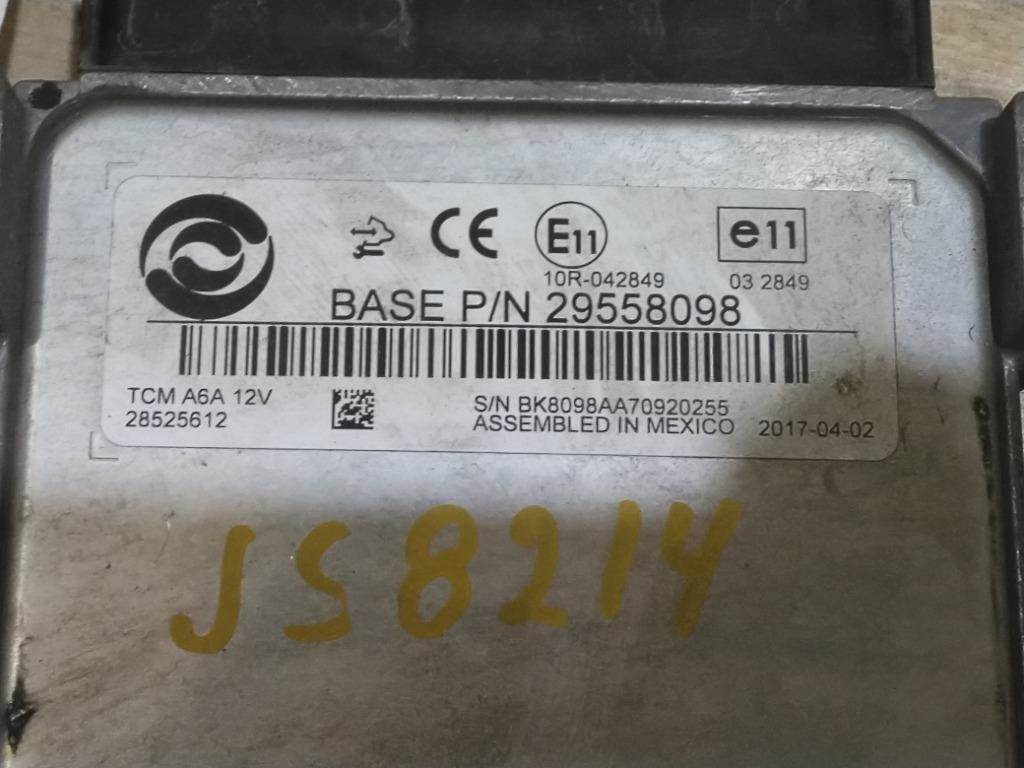 CE E11 e11
10R-042849 03 2849
BASE P/N 29558098
TCM A6A 12V
28525612
S/N BK8098AA70920255
ASSEMBLED IN MEXICO 2017-04-02
JS8214